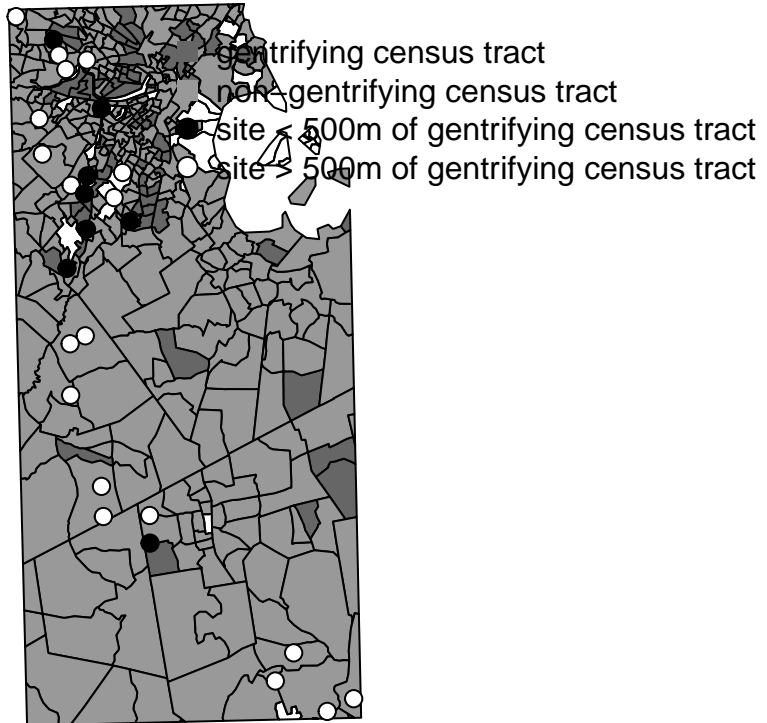 gentrifying census tract
non−gentrifying census tract
site < 500m of gentrifying census tract
site > 500m of gentrifying census tract